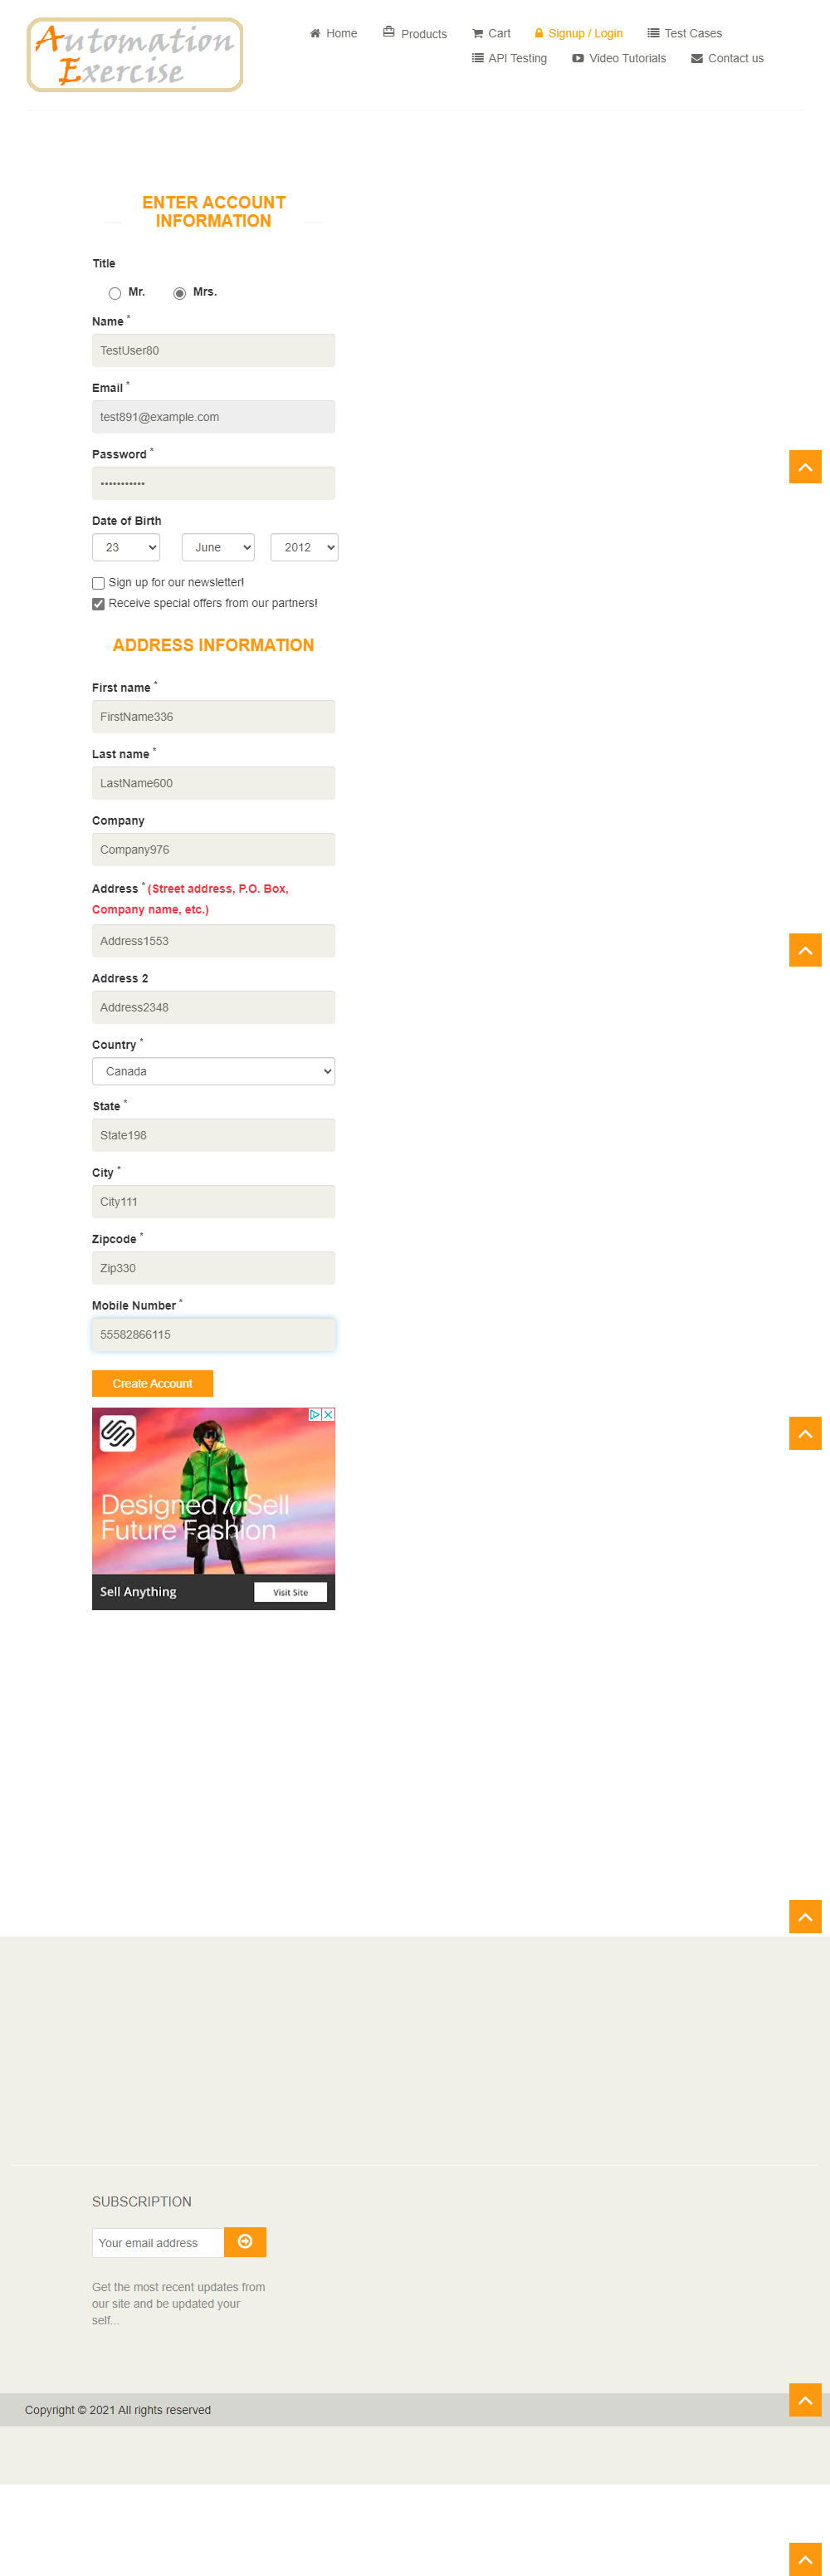 Automation
Exercise
Home
Products
Cart
Signup / Login
Test Cases
API Testing
Video Tutorials
Contact us
ENTER ACCOUNT
INFORMATION
Title
Mr.
Mrs.
Name *
TestUser80
Email *
test891@example.com
Password *
•••••••••••
Date of Birth
23
June
2012
Sign up for our newsletter!
Receive special offers from our partners!
ADDRESS INFORMATION
First name *
FirstName336
Last name *
LastName600
Company
Company976
Address * (Street address, P.O. Box,
Company name, etc.)
Address1553
Address 2
Address2348
Country *
Canada
State *
State198
City *
City111
Zipcode *
Zip330
Mobile Number *
55582866115
Create Account
Designed to Sell
Future Fashion
Sell Anything
Visit Site
SUBSCRIPTION
Your email address
Get the most recent updates from
our site and be updated your
self...
Copyright © 2021 All rights reserved